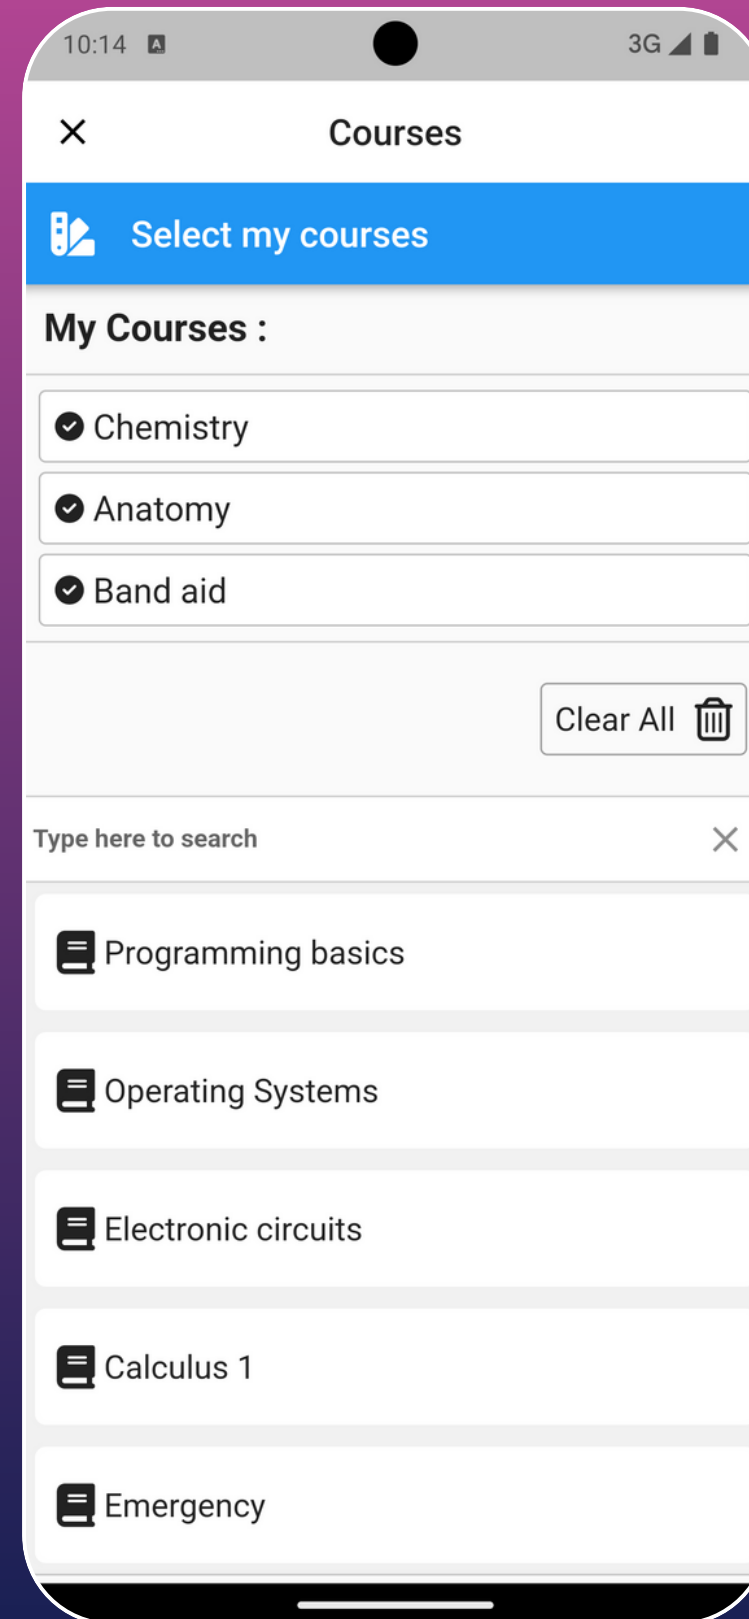 10:14
3G
Courses
Select my courses
My Courses :
Chemistry
Anatomy
Band aid
Clear All
Type here to search
Programming basics
Operating Systems
Electronic circuits
Calculus 1
Emergency